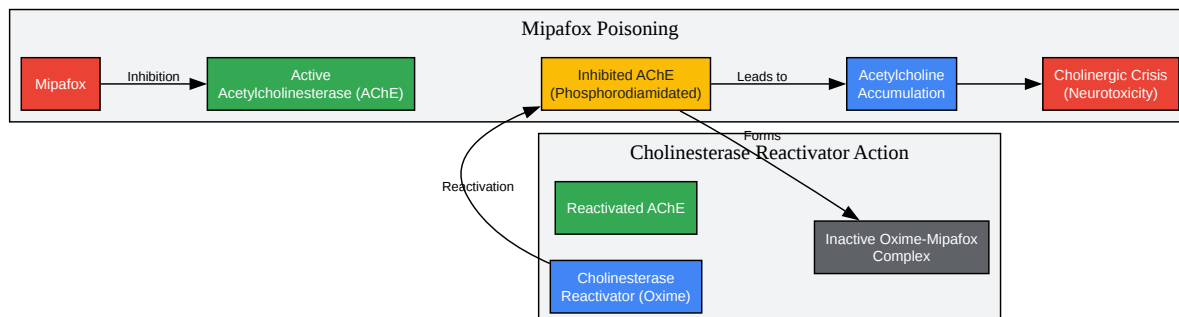 Mipafox Poisoning
Mipafox
Inhibition
Active
Acetylcholinesterase (AChE)
Inhibited AChE
(Phosphorodiamidated)
Leads to
Acetylcholine
Accumulation
Cholinergic Crisis
(Neurotoxicity)
Forms
Cholinesterase Reactivator Action
Reactivation
Reactivated AChE
Inactive Oxime-Mipafox
Complex
Cholinesterase
Reactivator (Oxime)